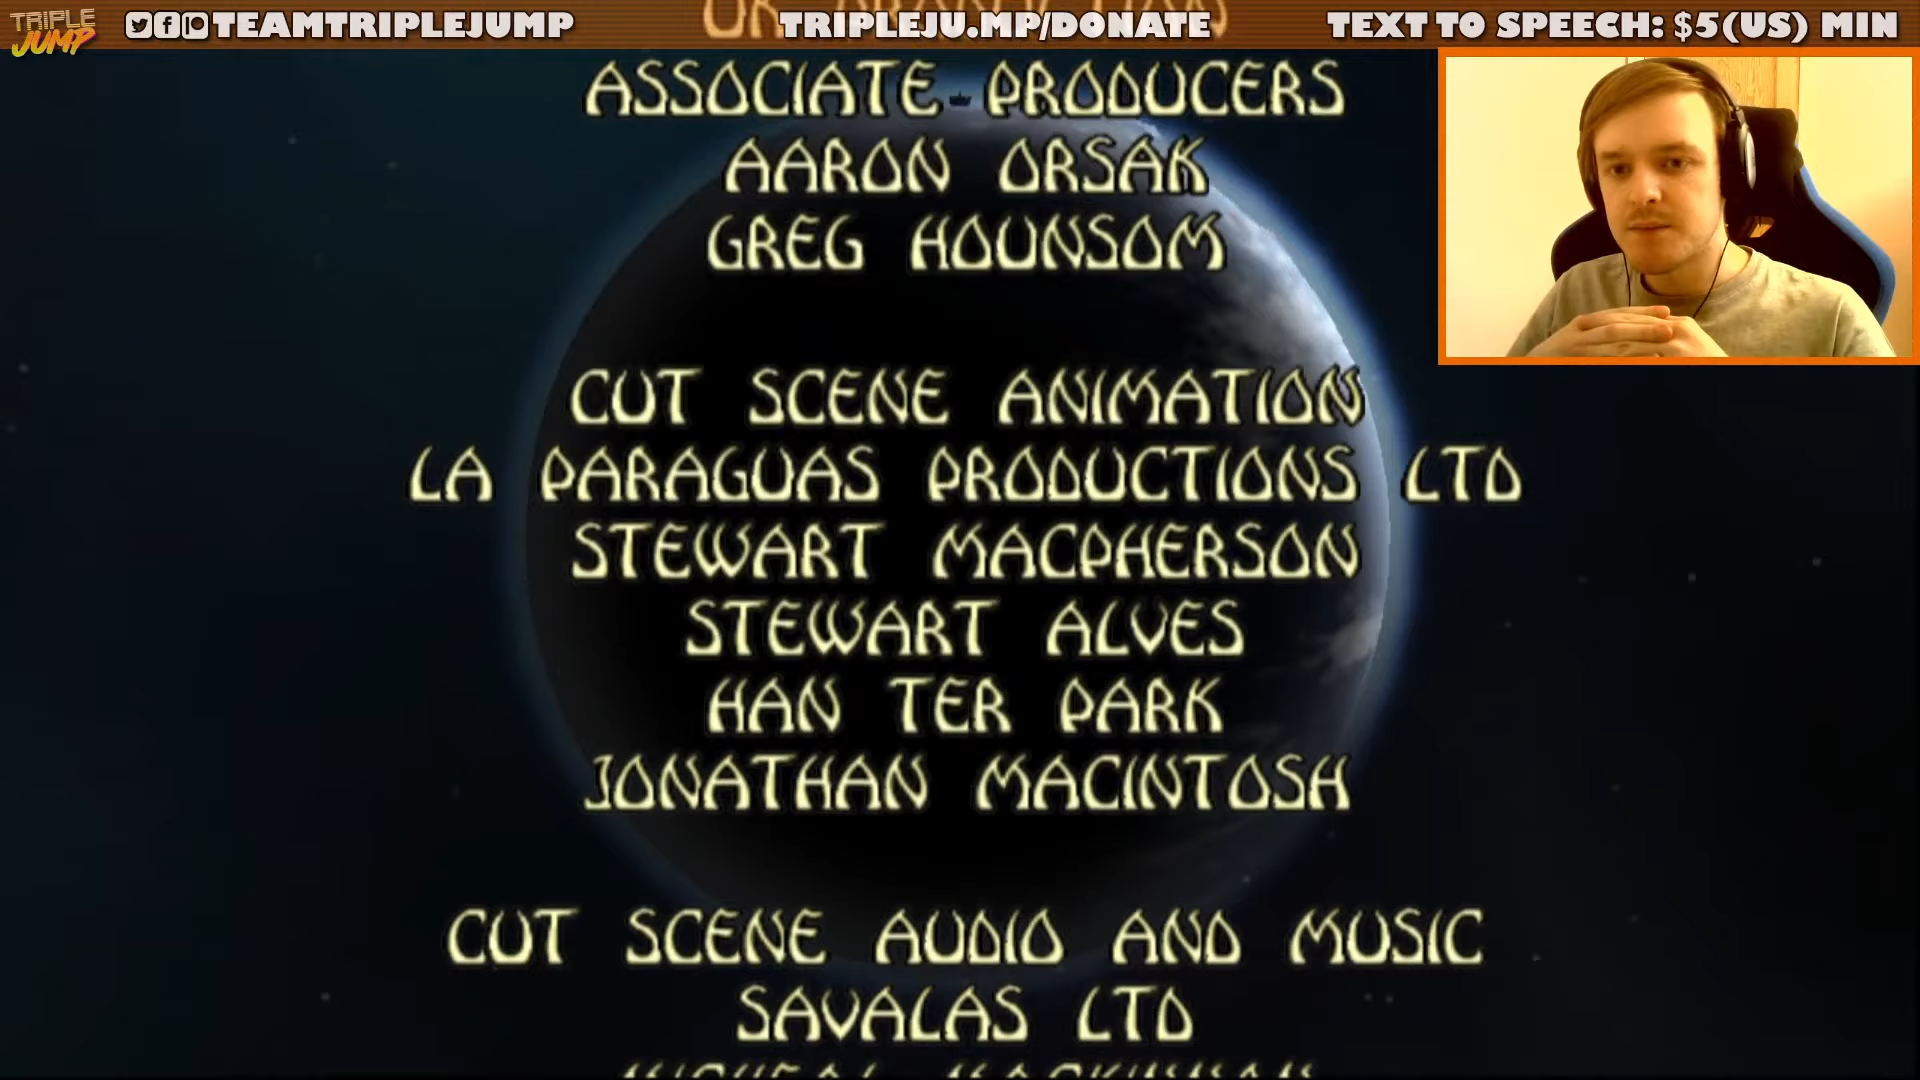 TRIPLE
JUMP
TEAMTRIPLEJUMP
TRIPLEJU.MP/DONATE
TEXT TO SPEECH: $5(US) MIN
UK PRODUCTION
ASSOCIATE PRODUCERS
AARON ORSAK
GREG HOUNSOM
CUT SCENE ANIMATION
LA PARAGUAS PRODUCTIONS LTD
STEWART MACPHERSON
STEWART ALVES
HAN TER PARK
JONATHAN MACINTOSH
CUT SCENE AUDIO AND MUSIC
SAVALAS LTD